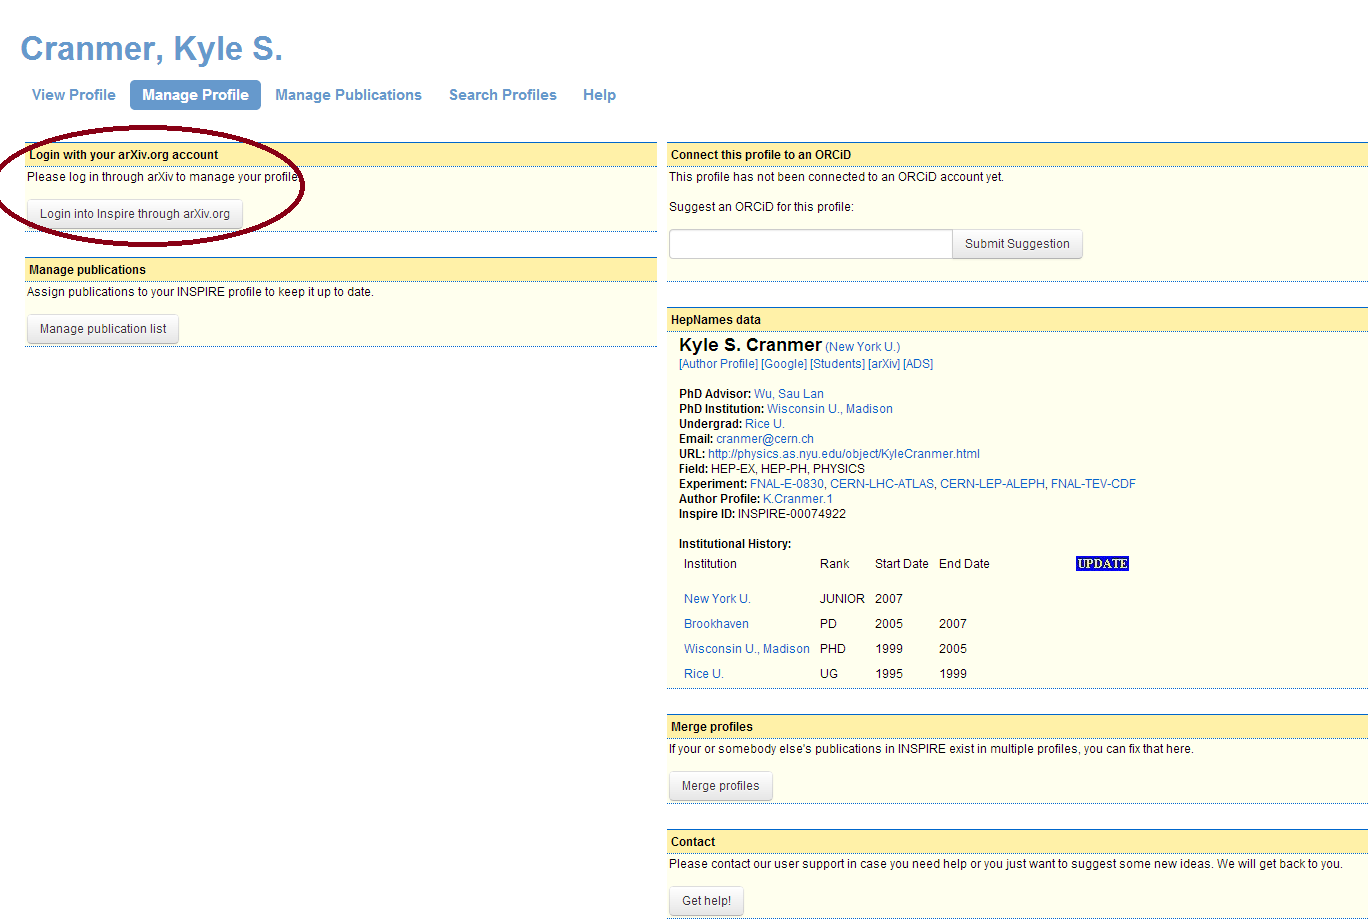 Cranmer, Kyle S.
View Profile Manage Profile Manage Publications Search Profiles Help
Login with your arXiv.org account
Please log in through arXiv to manage your profile.
Login into Inspire through arXiv.org
Manage publications
Assign publications to your INSPIRE profile to keep it up to date.
Manage publication list
Connect this profile to an ORCiD
This profile has not been connected to an ORCiD account yet.
Suggest an ORCiD for this profile:
Submit Suggestion
HepNames data
Kyle S. Cranmer (New York U.)
[Author Profile] [Google] [Students] [arXiv] [ADS]
PhD Advisor: Wu, Sau Lan
PhD Institution: Wisconsin U., Madison
Undergrad: Rice U.
Email: cranmer@cern.ch
URL: http://physics.as.nyu.edu/object/KyleCranmer.html
Field: HEP-EX, HEP-PH, PHYSICS
Experiment: FNAL-E-0830, CERN-LHC-ATLAS, CERN-LEP-ALEPH, FNAL-TEV-CDF
Author Profile: K.Cranmer.1
Inspire ID: INSPIRE-00074922
Institutional History:
Institution Rank Start Date End Date UPDATE
New York U. JUNIOR 2007
Brookhaven PD 2005 2007
Wisconsin U., Madison PHD 1999 2005
Rice U. UG 1995 1999
Merge profiles
If your or somebody else's publications in INSPIRE exist in multiple profiles, you can fix that here.
Merge profiles
Contact
Please contact our user support in case you need help or you just want to suggest some new ideas. We will get back to you.
Get help!